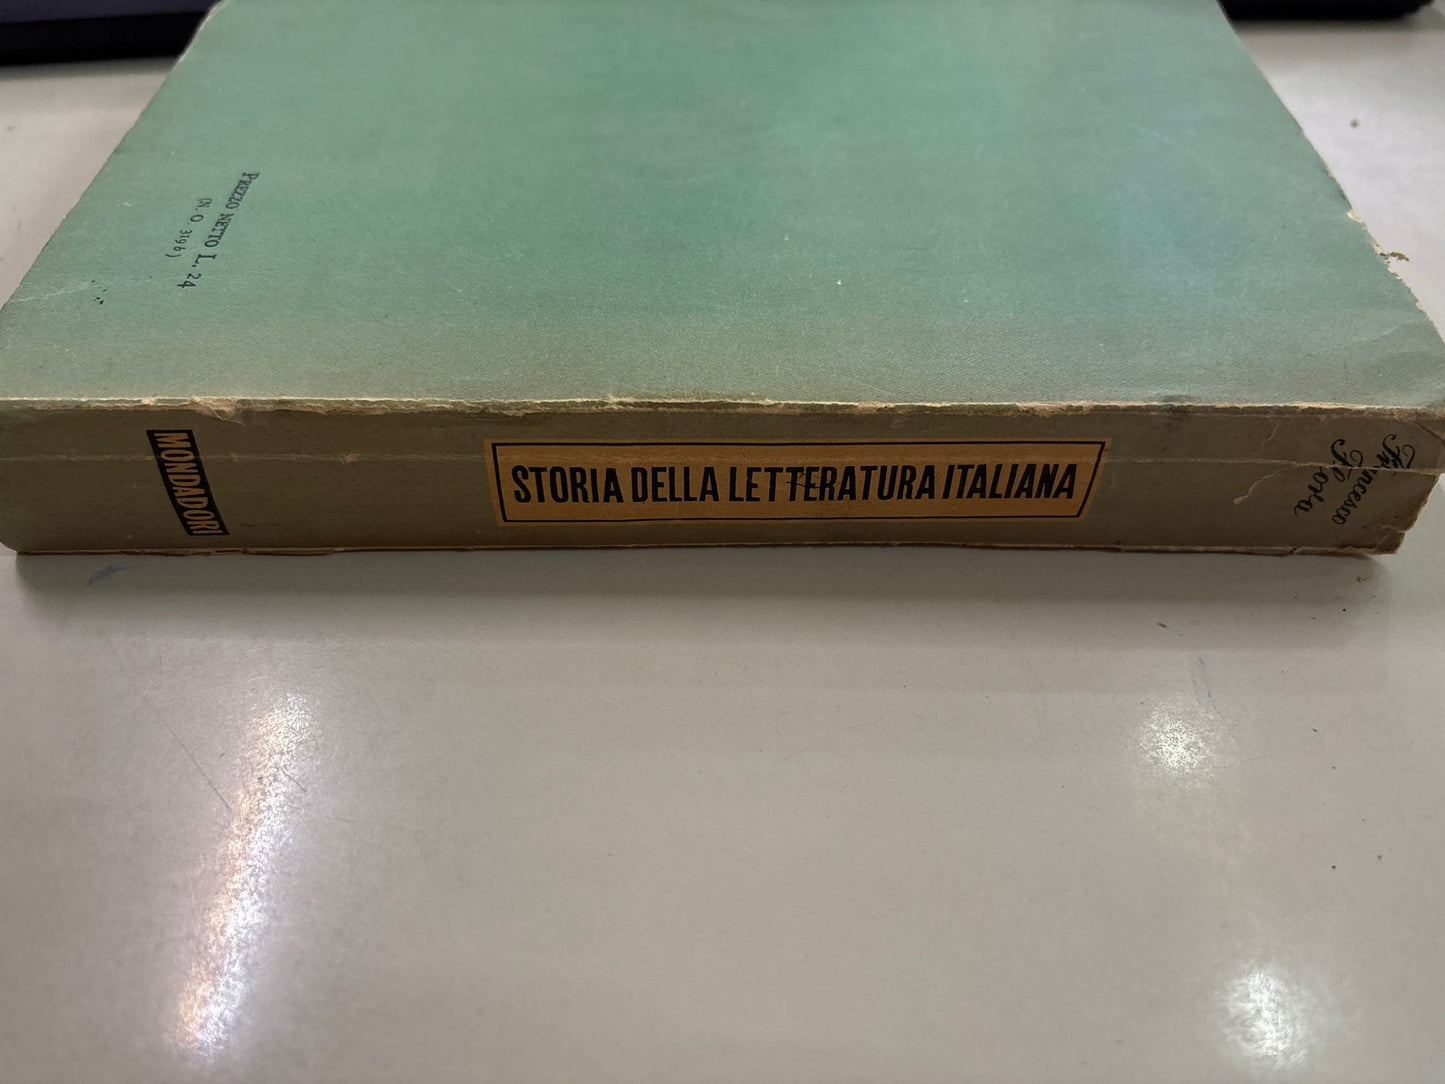 PREZZO NETTO L. 24
(N. O. 3196)
MONDADORI
STORIA DELLA LETTERATURA ITALIANA
Francesco
Flora